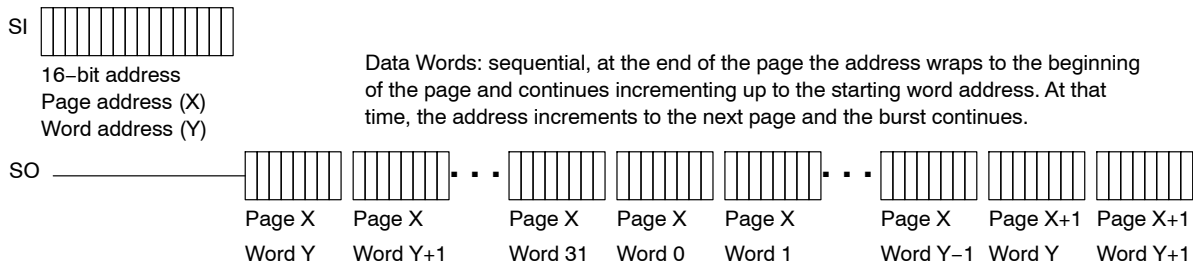 SI
16–bit address
Page address (X)
Word address (Y)
Data Words: sequential, at the end of the page the address wraps to the beginning
of the page and continues incrementing up to the starting word address. At that
time, the address increments to the next page and the burst continues.
SO
Page X Page X Page X Page X Page X Page X Page X+1 Page X+1
Word Y Word Y+1 Word 31 Word 0 Word 1 Word Y–1 Word Y Word Y+1